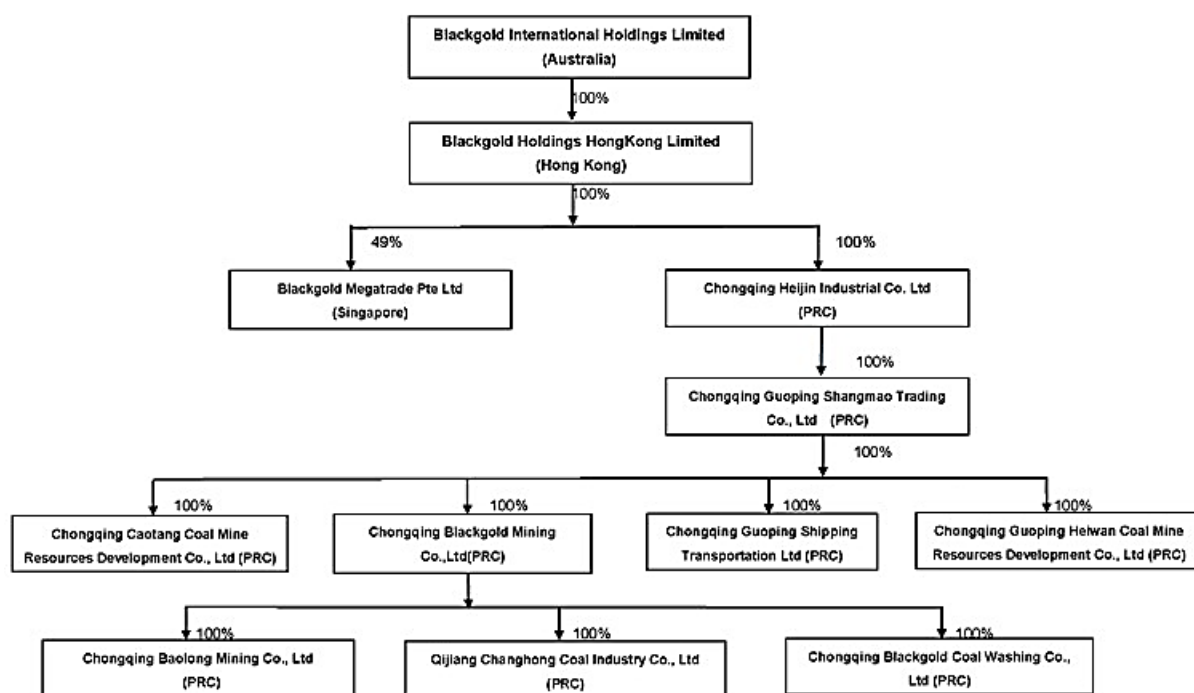 Blackgold International Holdings Limited
(Australia)
100%
Blackgold Holdings HongKong Limited
(Hong Kong)
100%
49%
100%
Blackgold Megatrade Pte Ltd
(Singapore)
Chongqing Heijin Industrial Co. Ltd
(PRC)
100%
Chongqing Guoping Shangmao Trading
Co., Ltd (PRC)
100%
100%
100%
100%
100%
Chongqing Caotang Coal Mine
Resources Development Co., Ltd (PRC)
Chongqing Blackgold Mining
Co.,Ltd(PRC)
Chongqing Guoping Shipping
Transportation Ltd (PRC)
Chongqing Guoping Heiwan Coal Mine
Resources Development Co., Ltd (PRC)
100%
100%
100%
Chongqing Baolong Mining Co., Ltd
(PRC)
Qijiang Changhong Coal Industry Co., Ltd
(PRC)
Chongqing Blackgold Coal Washing Co.,
Ltd (PRC)